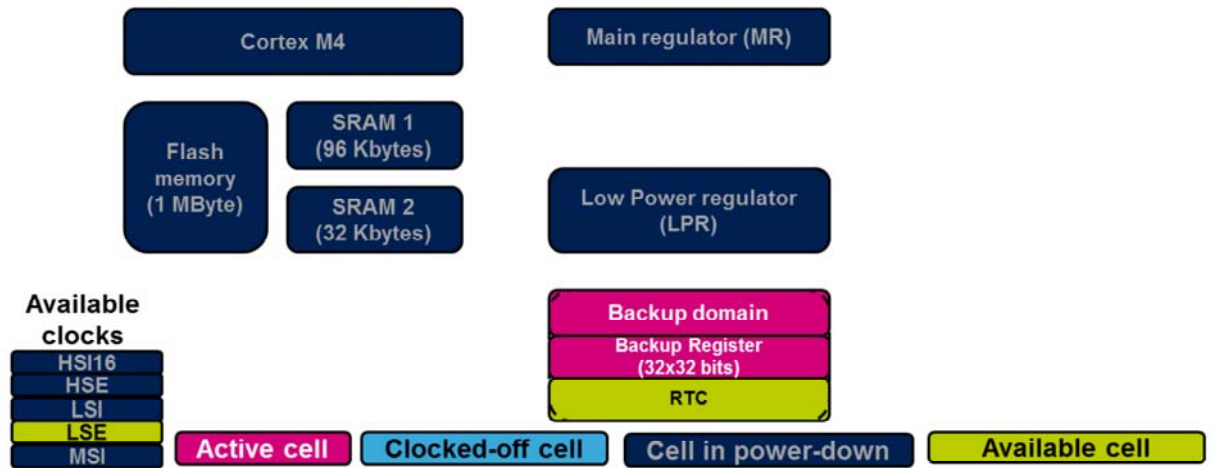 Cortex M4
Main regulator (MR)
Flash
memory
(1 MByte)
SRAM 1
(96 Kbytes)
SRAM 2
(32 Kbytes)
Low Power regulator
(LPR)
Available
clocks
HSI16
HSE
LSI
LSE
MSI
Backup domain
Backup Register
(32x32 bits)
RTC
Active cell
Clocked-off cell
Cell in power-down
Available cell